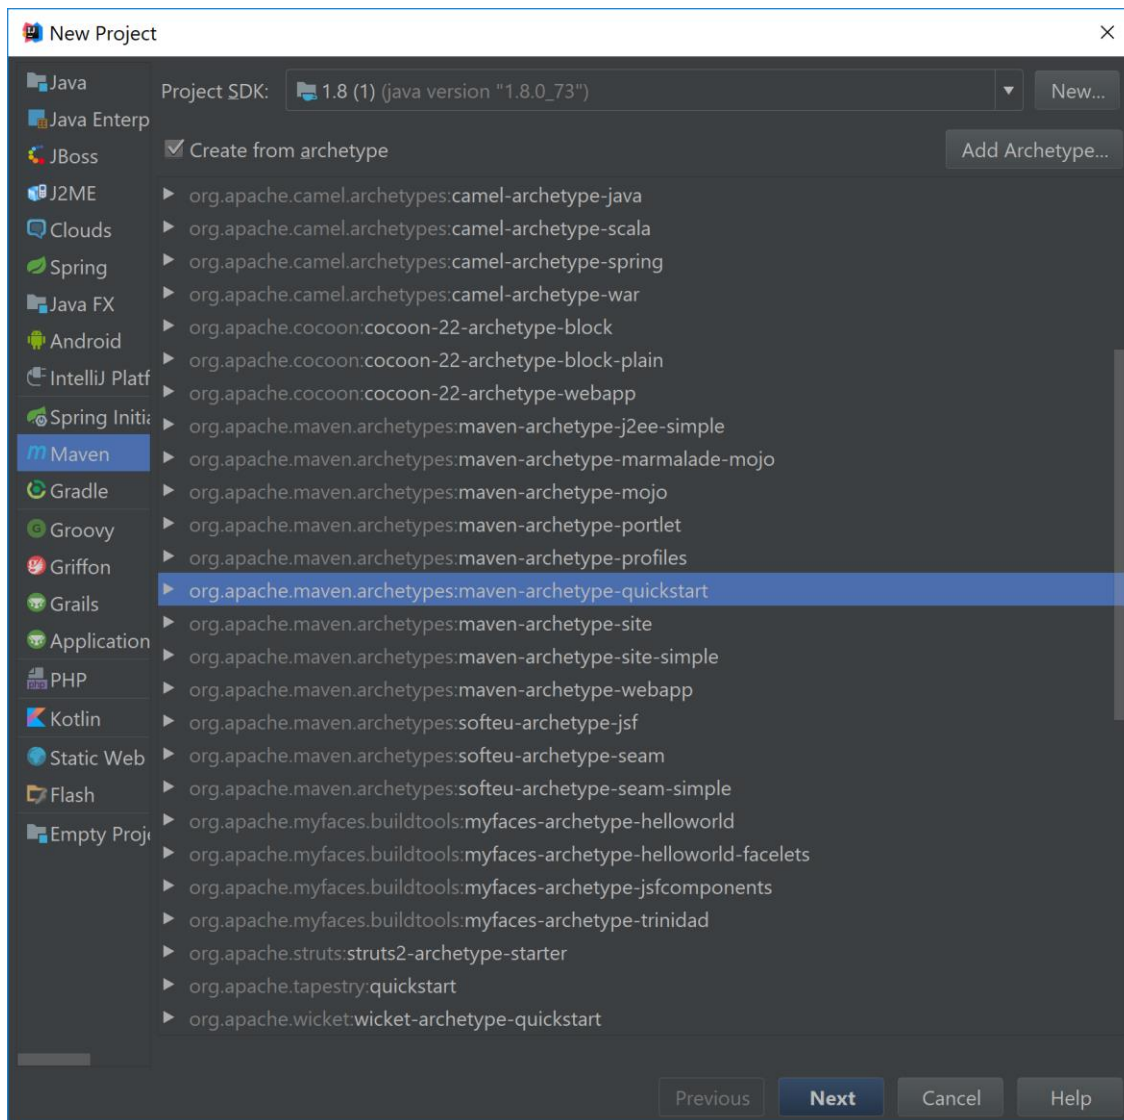 New Project
Java
Java Enterp
JBoss
J2ME
Clouds
Spring
Java FX
Android
IntelliJ Platf
Spring Initia
Maven
Gradle
Groovy
Griffon
Grails
Application
PHP
Kotlin
Static Web
Flash
Empty Proje
Project SDK: 1.8 (1) (java version "1.8.0_73") New...
Create from archetype Add Archetype...
org.apache.camel.archetypes:camel-archetype-java
org.apache.camel.archetypes:camel-archetype-scala
org.apache.camel.archetypes:camel-archetype-spring
org.apache.camel.archetypes:camel-archetype-war
org.apache.cocoon:cocoon-22-archetype-block
org.apache.cocoon:cocoon-22-archetype-block-plain
org.apache.cocoon:cocoon-22-archetype-webapp
org.apache.maven.archetypes:maven-archetype-j2ee-simple
org.apache.maven.archetypes:maven-archetype-marmalade-mojo
org.apache.maven.archetypes:maven-archetype-mojo
org.apache.maven.archetypes:maven-archetype-portlet
org.apache.maven.archetypes:maven-archetype-profiles
org.apache.maven.archetypes:maven-archetype-quickstart
org.apache.maven.archetypes:maven-archetype-site
org.apache.maven.archetypes:maven-archetype-site-simple
org.apache.maven.archetypes:maven-archetype-webapp
org.apache.maven.archetypes:softeu-archetype-jsf
org.apache.maven.archetypes:softeu-archetype-seam
org.apache.maven.archetypes:softeu-archetype-seam-simple
org.apache.myfaces.buildtools:myfaces-archetype-helloworld
org.apache.myfaces.buildtools:myfaces-archetype-helloworld-facelets
org.apache.myfaces.buildtools:myfaces-archetype-jsfcomponents
org.apache.myfaces.buildtools:myfaces-archetype-trinidad
org.apache.struts:struts2-archetype-starter
org.apache.tapestry:quickstart
org.apache.wicket:wicket-archetype-quickstart
Previous Next Cancel Help